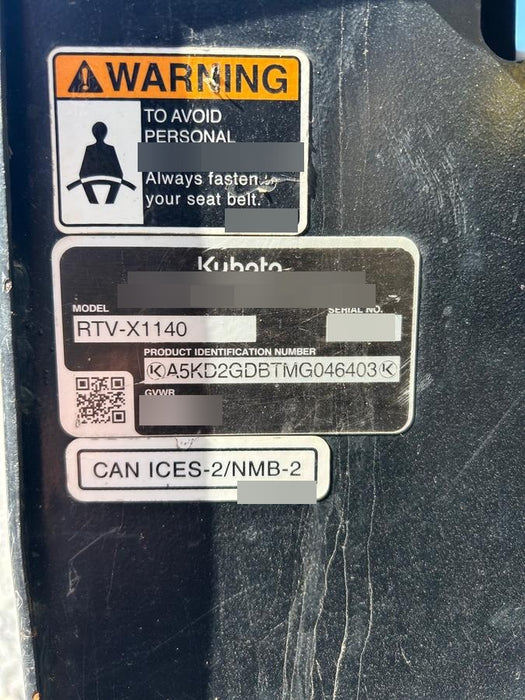 WARNING
TO AVOID
PERSONAL
Always fasten
your seat belt.
Kubota
MODEL
SERIAL NO.
RTV-X1140
PRODUCT IDENTIFICATION NUMBER
KA5KD2GDBTMG046403K
GVWR
CAN ICES-2/NMB-2